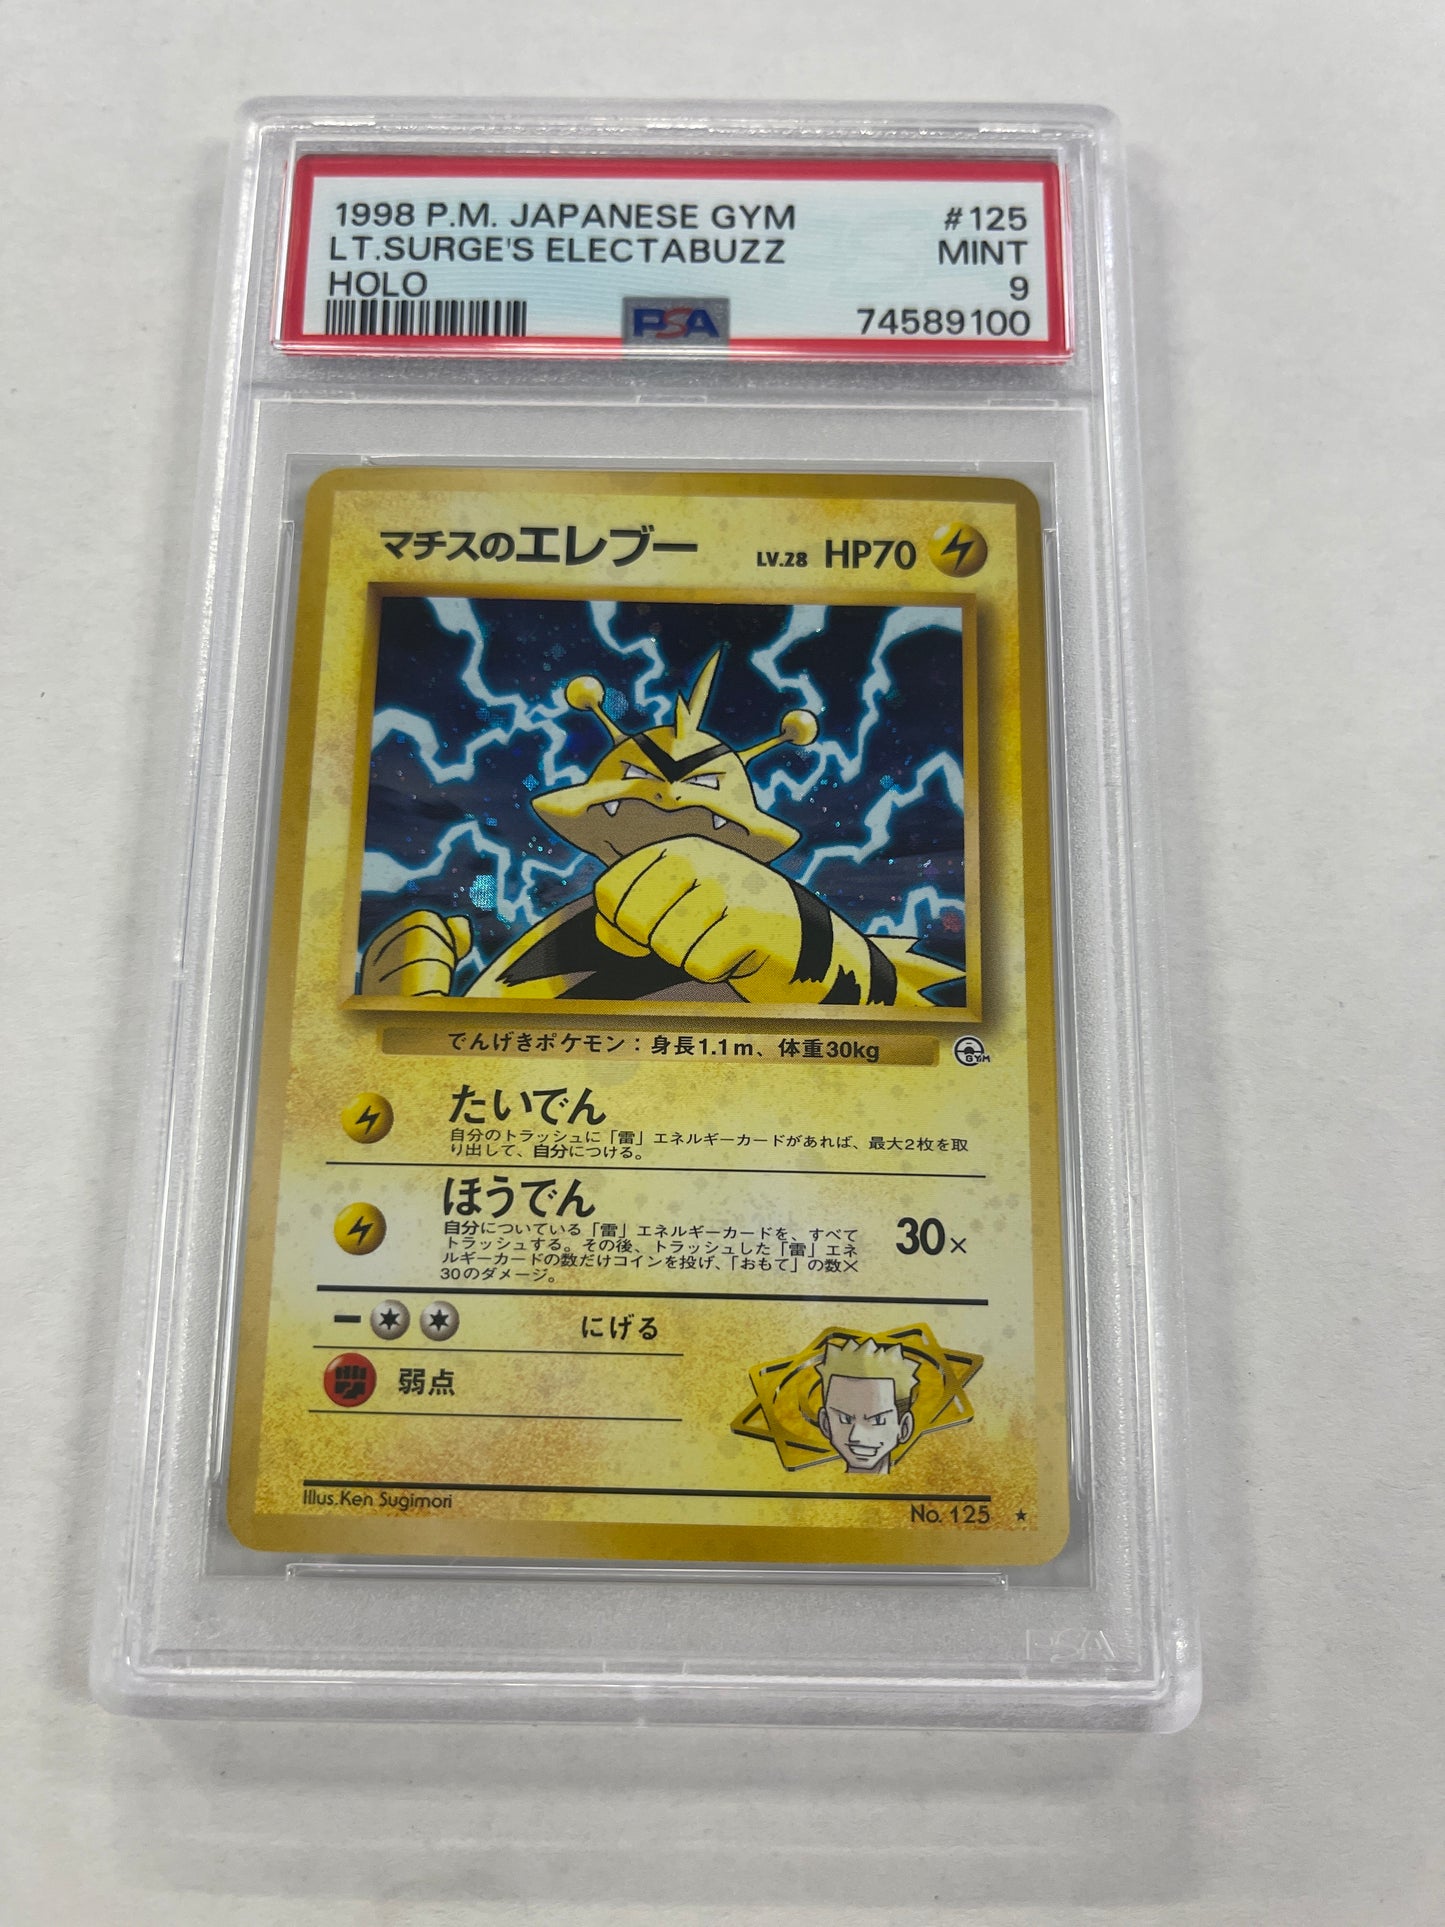 1998 P.M. JAPANESE GYM #125
LT.SURGE'S ELECTABUZZ MINT
HOLO 9
PSA 74589100
マチスのエレブー LV.28 HP70
でんげきポケモン：身長1.1m、体重30kg
GYM
たいでん
自分のトラッシュに「雷」エネルギーカードがあれば、最大2枚を取
り出して、自分につける。
ほうでん
自分についている「雷」エネルギーカードを、すべて
トラッシュする。その後、トラッシュした「雷」エネ
ルギーカードの数だけコインを投げ、「おもて」の数×
30のダメージ。
30×
ー にげる
弱点
Illus.Ken Sugimori
No. 125 ★
PSA